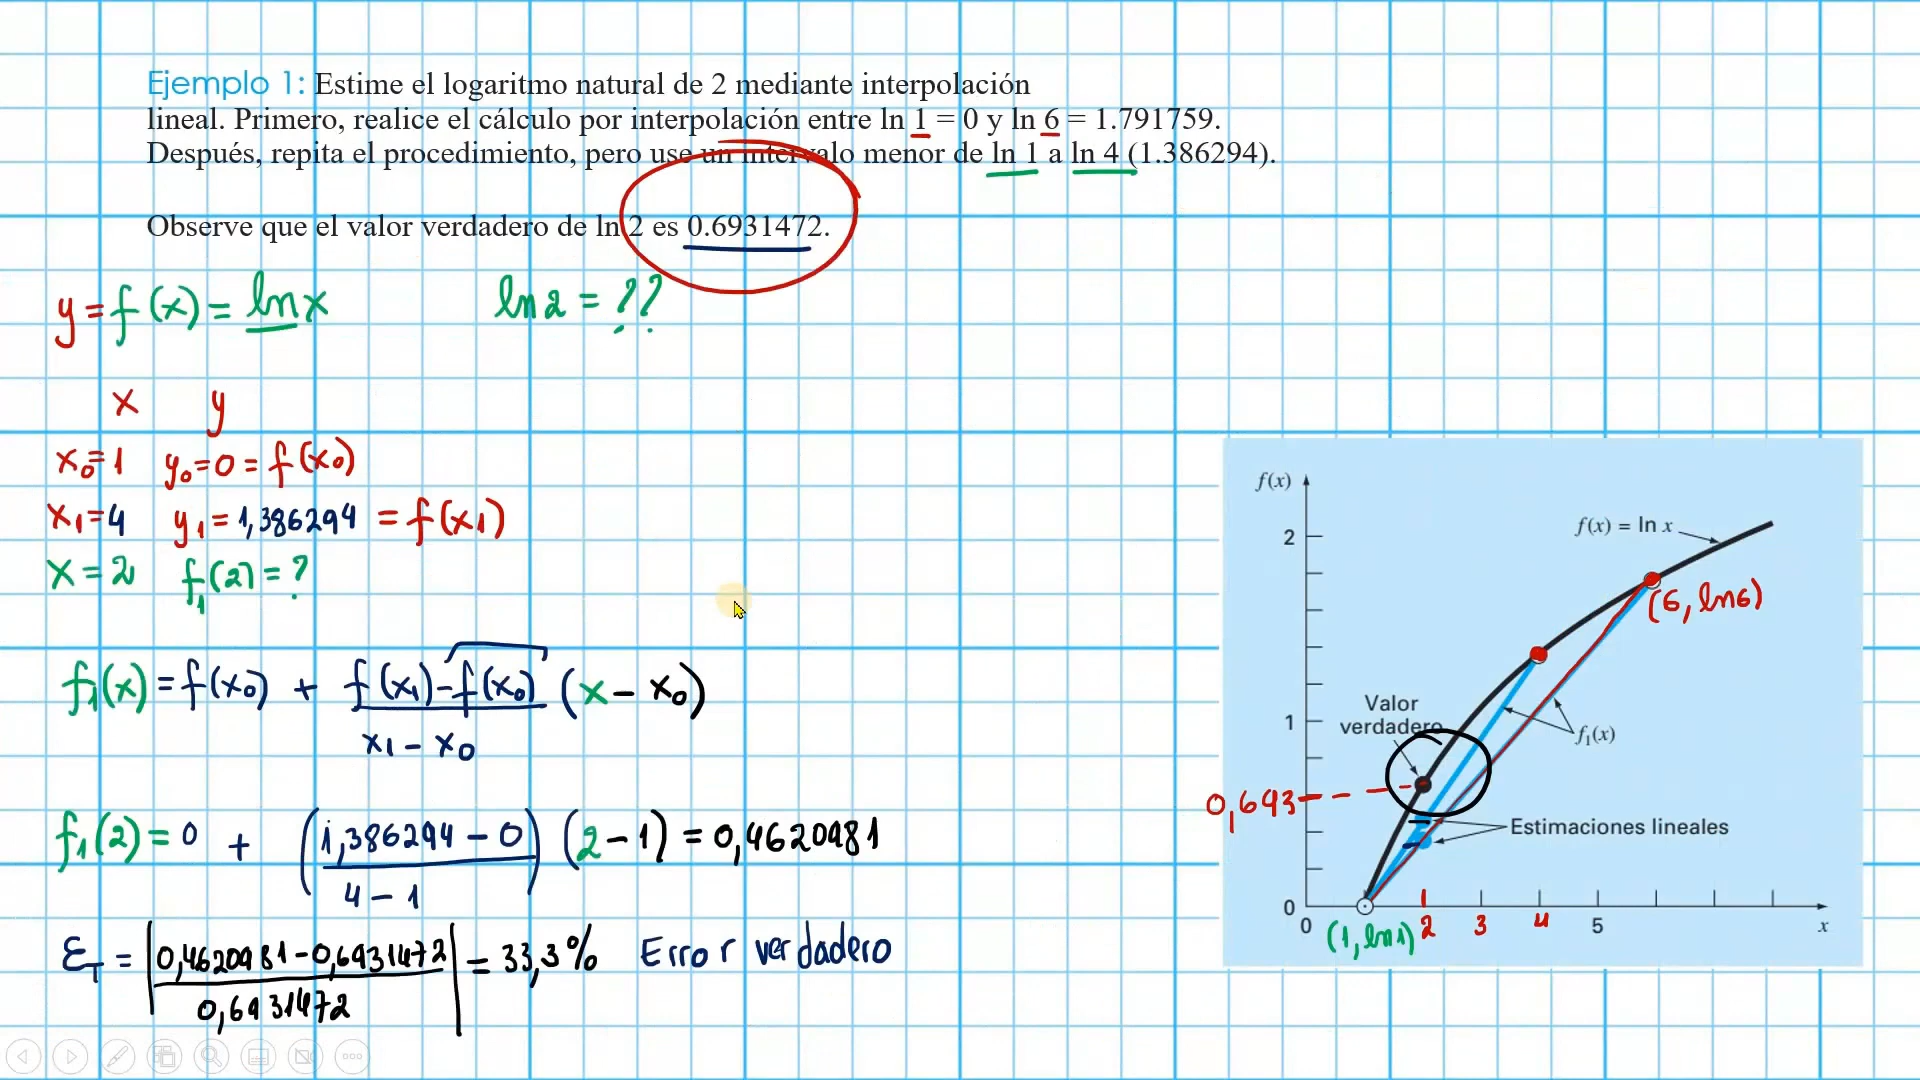 Ejemplo 1: Estime el logaritmo natural de 2 mediante interpolación
lineal. Primero, realice el cálculo por interpolación entre ln 1 = 0 y ln 6 = 1.791759.
Después, repita el procedimiento, pero use un intervalo menor de ln 1 a ln 4 (1.386294).
Observe que el valor verdadero de ln 2 es 0.6931472.
y = f(x) = ln x
ln 2 = ??
x y
x₀=1 y₀=0 = f(x₀)
x₁=4 y₁=1,386294 = f(x₁)
x=2 f₁(2)=?
f₁(x)=f(x₀) + f(x₁)-f(x₀) (x-x₀)
x₁-x₀
f₁(2)=0 + (1,386294-0) (2-1) = 0,4620981
4-1
ƐT = |0,4620981-0,6931472| = 33,3% Error verdadero
0,6931472
f(x)
2
1
0
f(x) = ln x
(6, ln6)
Valor
verdadero
f₁(x)
0,693
Estimaciones lineales
0
(1, ln1)
2
3
4
5
x